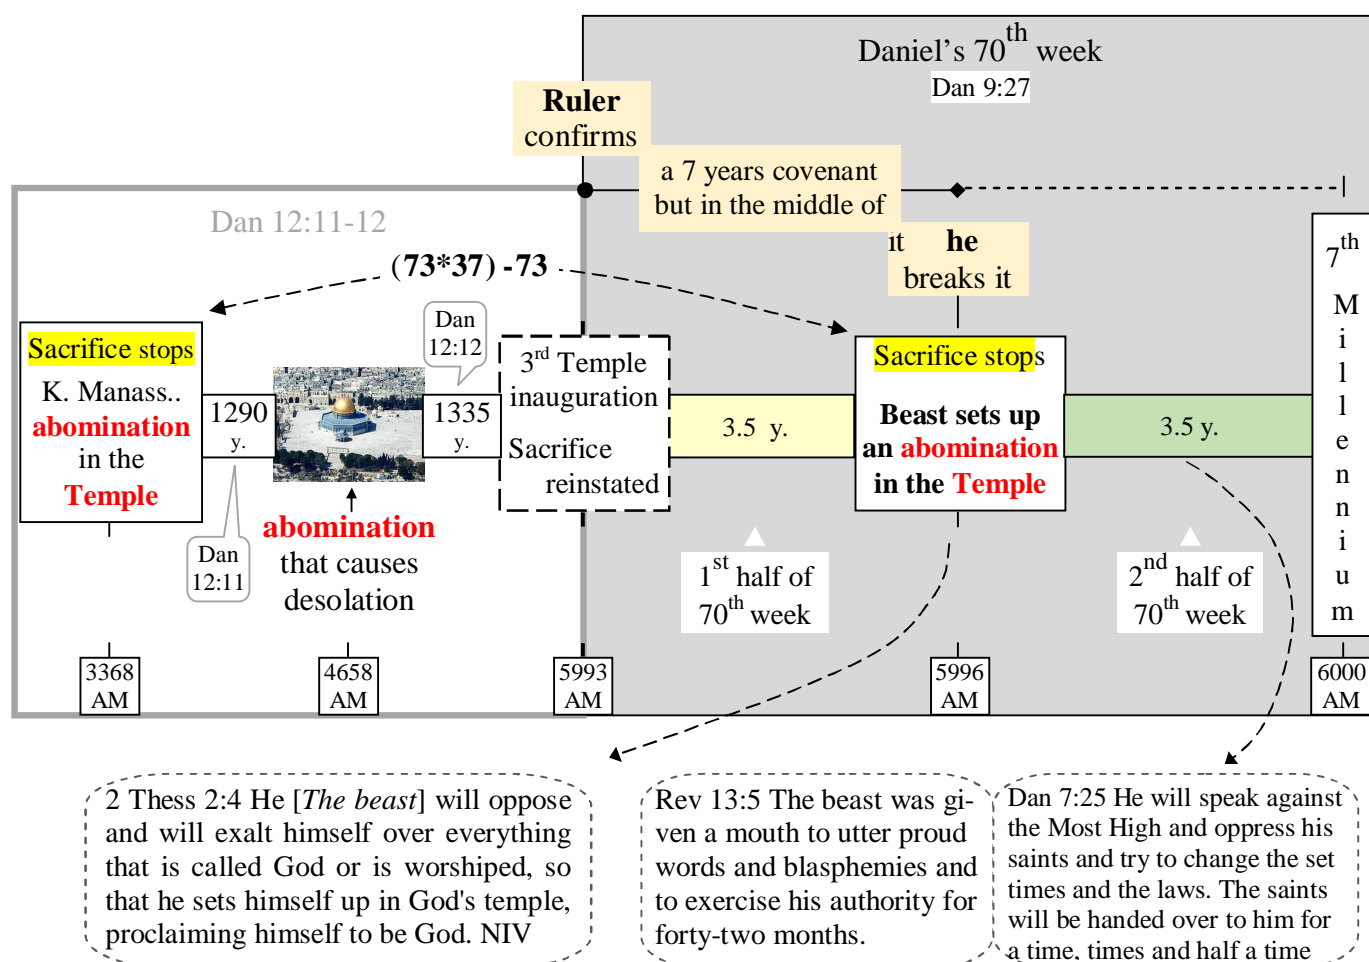 Daniel's 70th week
Dan 9:27
Ruler
confirms
a 7 years covenant
but in the middle of
it he
breaks it
Dan 12:11-12
(73*37) -73
Dan
12:12
Sacrifice stops
K. Manass..
abomination
in the
Temple
1290
y.
Dan
12:11
abomination
that causes
desolation
1335
y.
3rd Temple
inauguration
Sacrifice
reinstated
3.5 y.
1st half of
70th week
Sacrifice stops
Beast sets up
an abomination
in the Temple
3.5 y.
2nd half of
70th week
7th
M
i
l
l
e
n
n
i
u
m
3368
AM
4658
AM
5993
AM
5996
AM
6000
AM
2 Thess 2:4 He [The beast] will oppose
and will exalt himself over everything
that is called God or is worshiped, so
that he sets himself up in God's temple,
proclaiming himself to be God. NIV
Rev 13:5 The beast was gi-
ven a mouth to utter proud
words and blasphemies and
to exercise his authority for
forty-two months.
Dan 7:25 He will speak against
the Most High and oppress his
saints and try to change the set
times and the laws. The saints
will be handed over to him for
a time, times and half a time